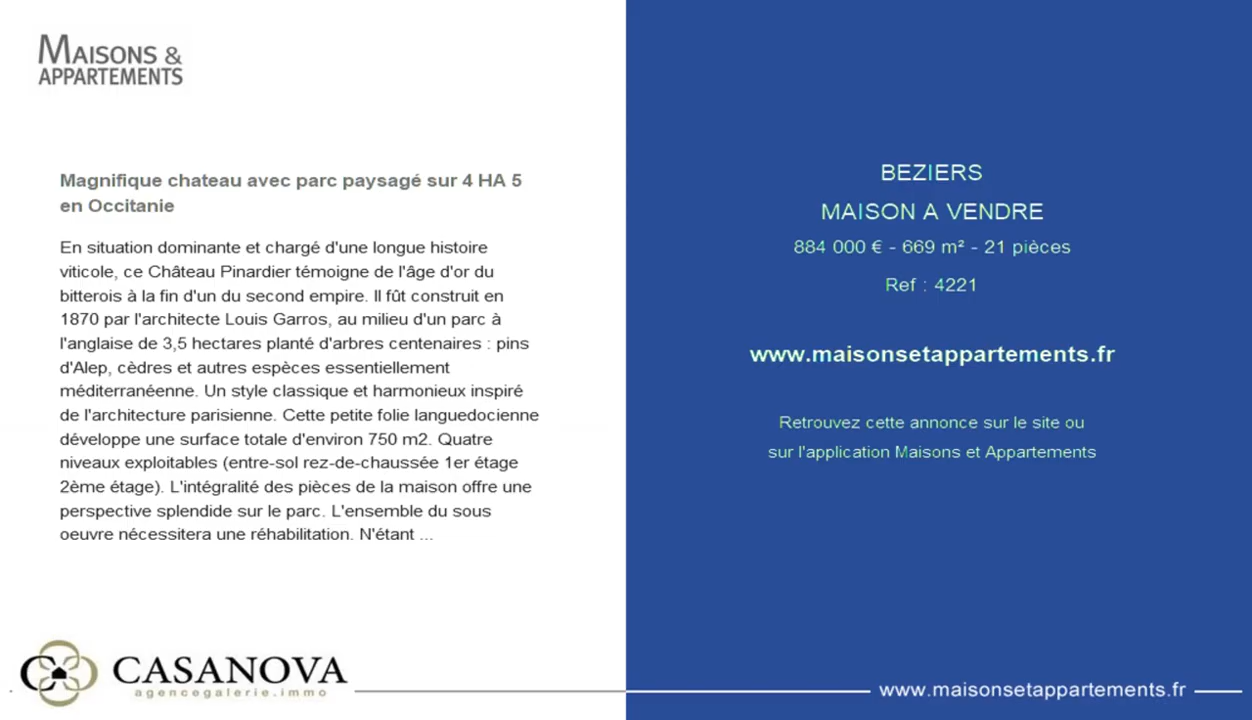 MAISONS &
APPARTEMENTS
Magnifique chateau avec parc paysagé sur 4 HA 5
en Occitanie
En situation dominante et chargé d'une longue histoire
viticole, ce Château Pinardier témoigne de l'âge d'or du
bitterois à la fin d'un du second empire. Il fût construit en
1870 par l'architecte Louis Garros, au milieu d'un parc à
l'anglaise de 3,5 hectares planté d'arbres centenaires : pins
d'Alep, cèdres et autres espèces essentiellement
méditerranéenne. Un style classique et harmonieux inspiré
de l'architecture parisienne. Cette petite folie languedocienne
développe une surface totale d'environ 750 m2. Quatre
niveaux exploitables (entre-sol rez-de-chaussée 1er étage
2ème étage). L'intégralité des pièces de la maison offre une
perspective splendide sur le parc. L'ensemble du sous
oeuvre nécessitera une réhabilitation. N'étant ...
CASANOVA
agencegalerie.immo
BEZIERS
MAISON A VENDRE
884 000 € - 669 m² - 21 pièces
Ref : 4221
www.maisonsetappartements.fr
Retrouvez cette annonce sur le site ou
sur l'application Maisons et Appartements
www.maisonsetappartements.fr